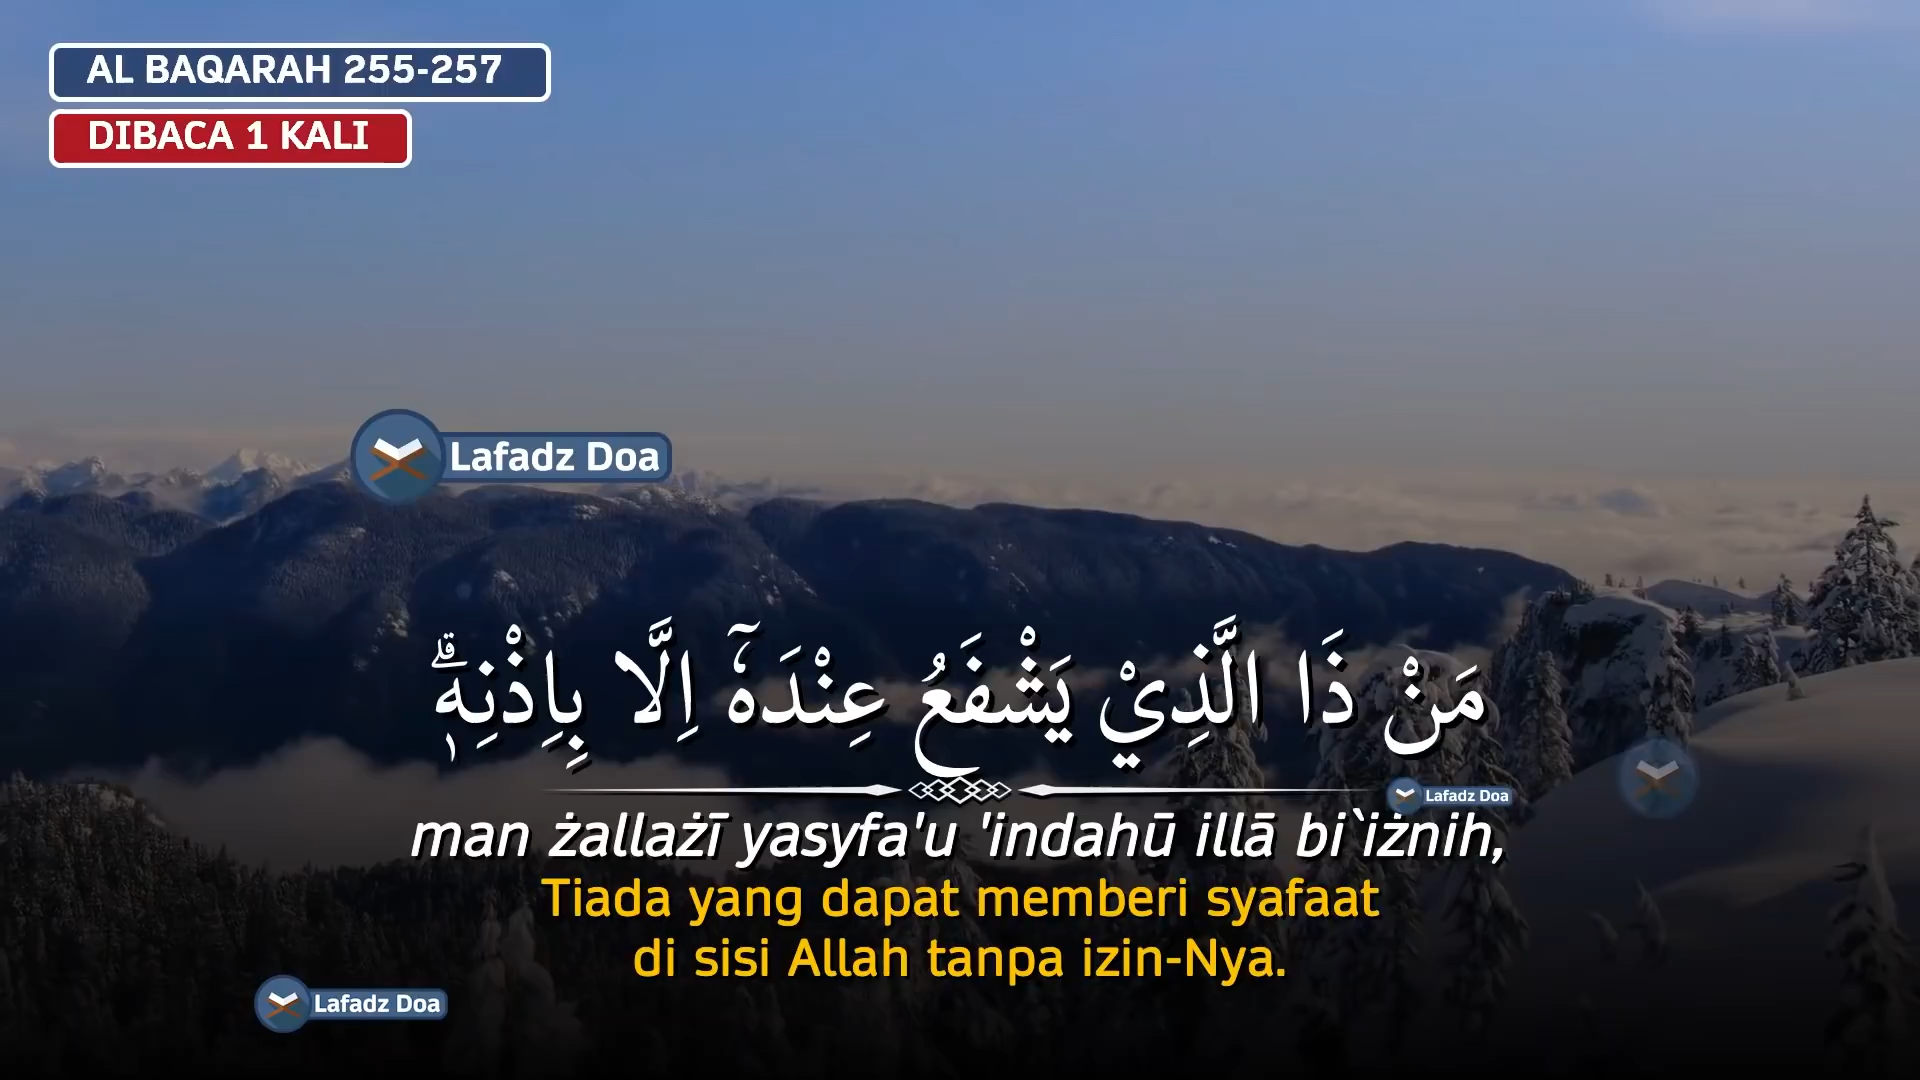 AL BAQARAH 255-257
DIBACA 1 KALI
Lafadz Doa
مَنْ ذَا الَّذِيْ يَشْفَعُ عِنْدَهٗٓ اِلَّا بِاِذْنِهٖۗ
Lafadz Doa
man żallażī yasyfa'u 'indahū illā bi`iżnih,
Tiada yang dapat memberi syafaat
di sisi Allah tanpa izin-Nya.
Lafadz Doa